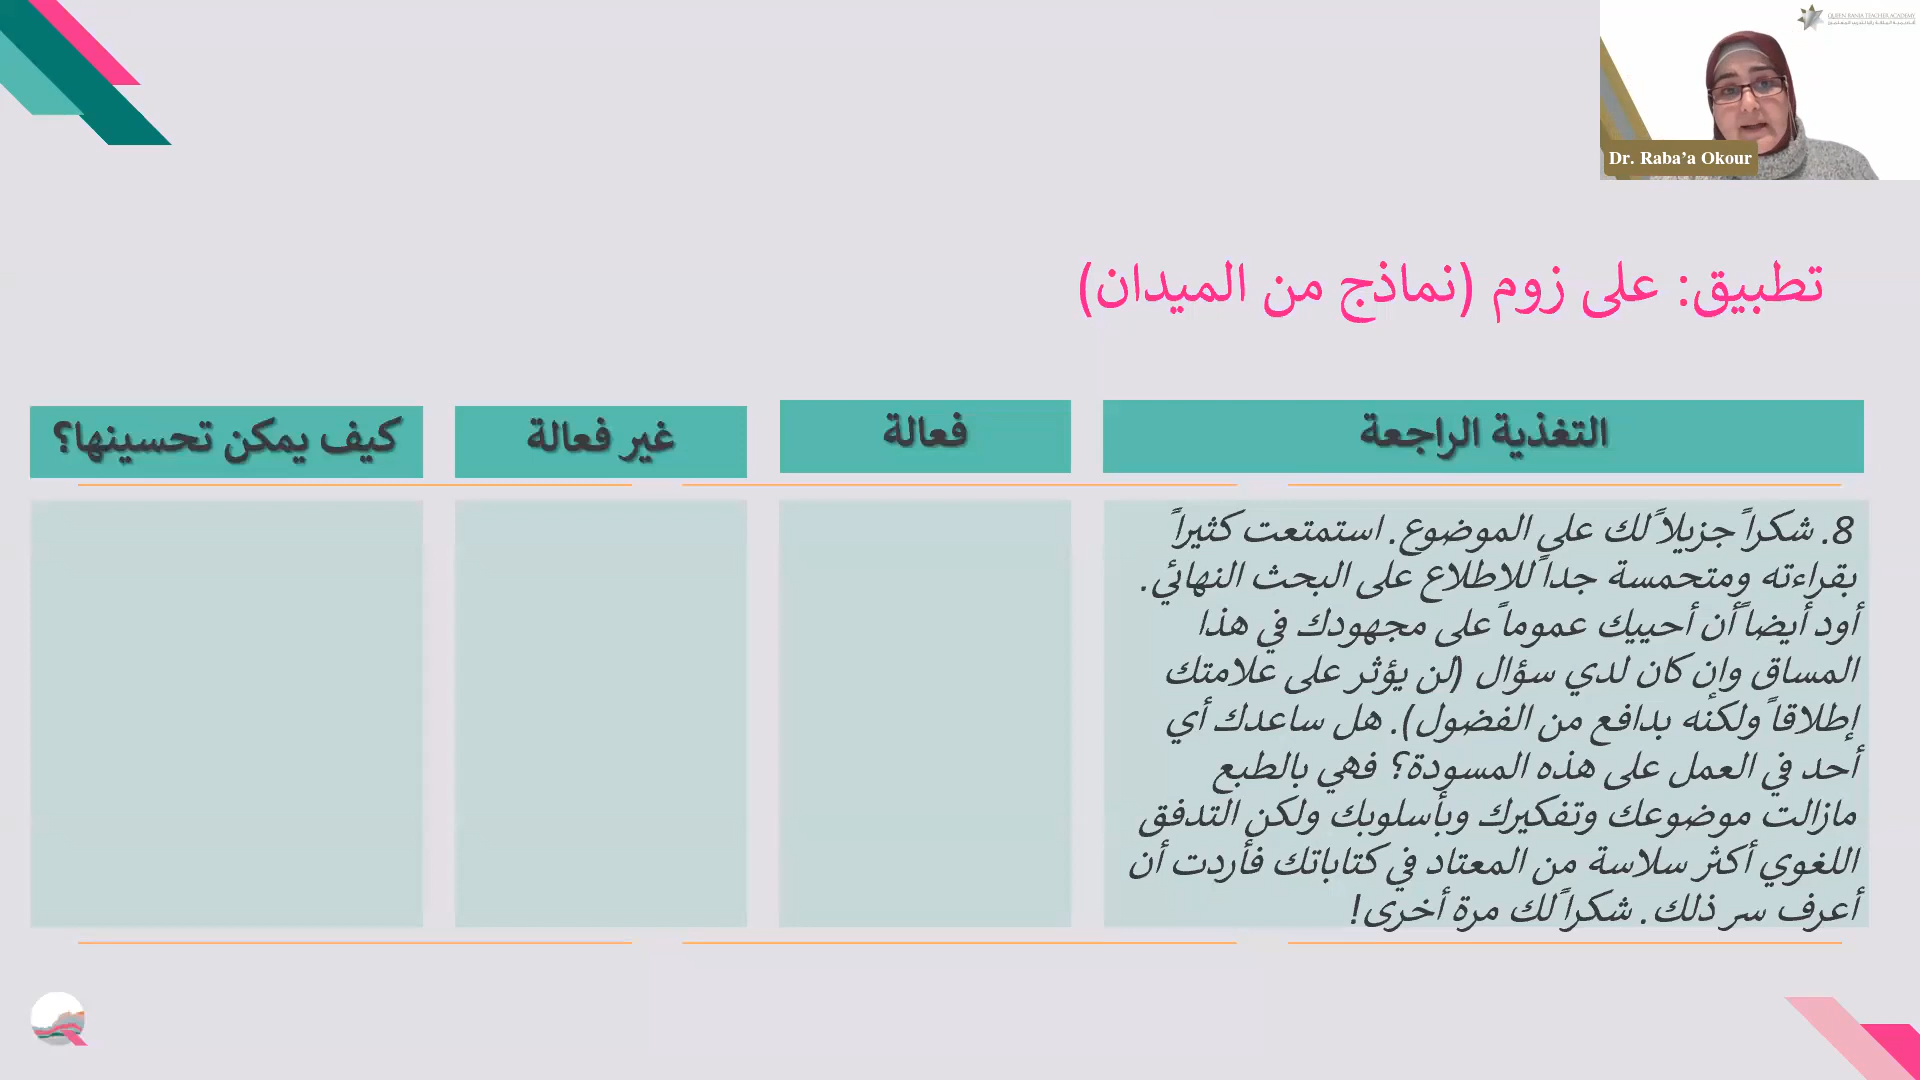 QUEEN RANIA TEACHER ACADEMY
Dr. Raba’a Okour
تطبيق: على زوم (نماذج من الميدان)
التغذية الراجعة
فعالة
غير فعالة
كيف يمكن تحسينها؟
8. شكراً جزيلاً لك على الموضوع. استمتعت كثيراً
بقراءته ومتحمسة جداً للاطلاع على البحث النهائي.
أود أيضاً أن أحييك عموماً على مجهودك في هذا
المساق وإن كان لدي سؤال (لن يؤثر على علامتك
إطلاقاً ولكنه بدافع من الفضول). هل ساعدك أي
أحد في العمل على هذه المسودة؟ فهي بالطبع
مازالت موضوعك وتفكيرك وبأسلوبك ولكن التدفق
اللغوي أكثر سلاسة من المعتاد في كتاباتك فأردت أن
أعرف سر ذلك. شكراً لك مرة أخرى!